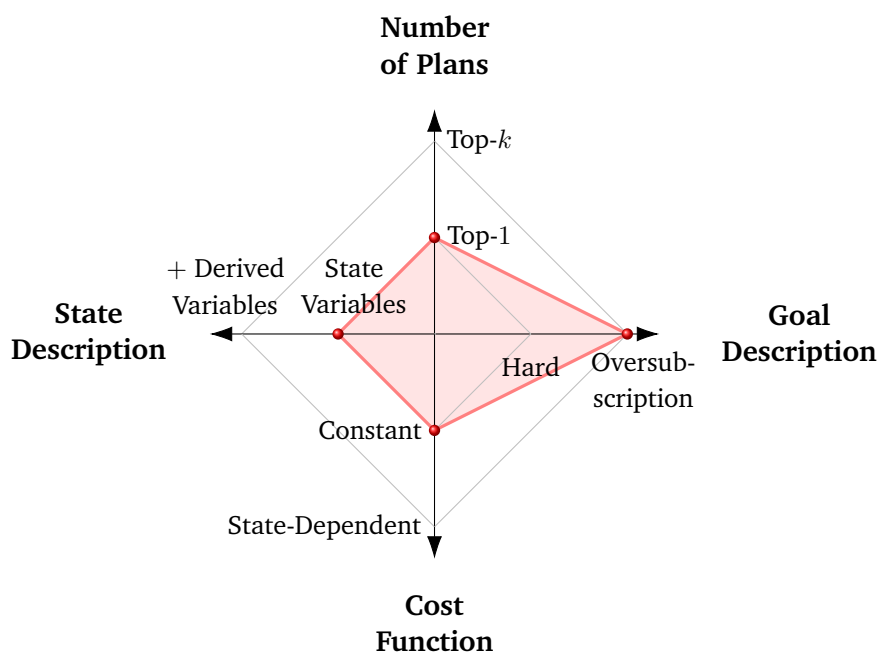 Number
of Plans
Top-k
Top-1
+ Derived
Variables
State
Variables
State
Description
Goal
Description
Hard
Oversub-
scription
Constant
State-Dependent
Cost
Function